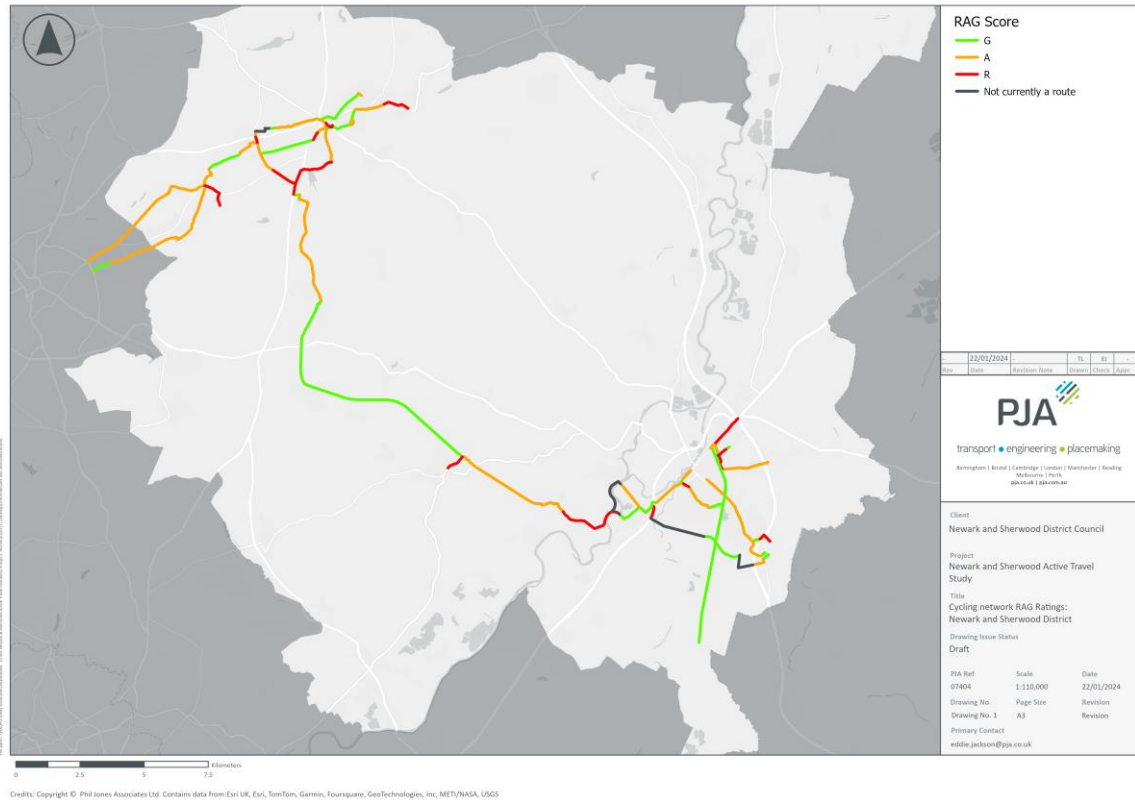 RAG Score
G
A
R
Not currently a route
- 22/01/2024 - TL EJ -
Rev Date Revision Note Drawn Check Appr.
PJA
transport • engineering • placemaking
Birmingham | Bristol | Cambridge | London | Manchester | Reading
Melbourne | Perth
pja.co.uk | pja.com.au
Client
Newark and Sherwood District Council
Project
Newark and Sherwood Active Travel
Study
Title
Cycling network RAG Ratings:
Newark and Sherwood District
Drawing Issue Status
Draft
PJA Ref Scale Date
07404 1:110,000 22/01/2024
Drawing No. Page Size Revision
Drawing No. 1 A3 Revision
Primary Contact
eddie.jackson@pja.co.uk
Kilometers
0 2.5 5 7.5
Credits: Copyright © Phil Jones Associates Ltd. Contains data from:Esri UK, Esri, TomTom, Garmin, Foursquare, GeoTechnologies, Inc, METI/NASA, USGS